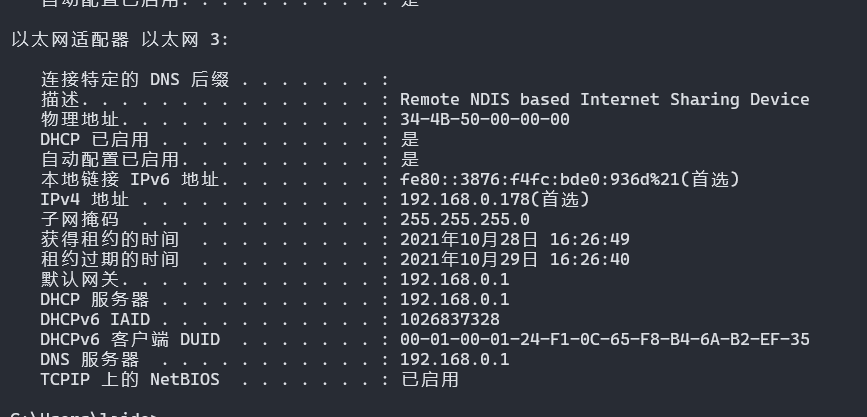 自动配置已启用. . . . . . . . . . : 是
以太网适配器 以太网 3:
连接特定的 DNS 后缀 . . . . . . . :
描述. . . . . . . . . . . . . . . : Remote NDIS based Internet Sharing Device
物理地址. . . . . . . . . . . . . : 34-4B-50-00-00-00
DHCP 已启用 . . . . . . . . . . . : 是
自动配置已启用. . . . . . . . . . : 是
本地链接 IPv6 地址. . . . . . . . : fe80::3876:f4fc:bde0:936d%21(首选)
IPv4 地址 . . . . . . . . . . . . : 192.168.0.178(首选)
子网掩码  . . . . . . . . . . . . : 255.255.255.0
获得租约的时间  . . . . . . . . . : 2021年10月28日 16:26:49
租约过期的时间  . . . . . . . . . : 2021年10月29日 16:26:40
默认网关. . . . . . . . . . . . . : 192.168.0.1
DHCP 服务器 . . . . . . . . . . . : 192.168.0.1
DHCPv6 IAID . . . . . . . . . . . : 1026837328
DHCPv6 客户端 DUID  . . . . . . . : 00-01-00-01-24-F1-0C-65-F8-B4-6A-B2-EF-35
DNS 服务器  . . . . . . . . . . . : 192.168.0.1
TCPIP 上的 NetBIOS  . . . . . . . : 已启用